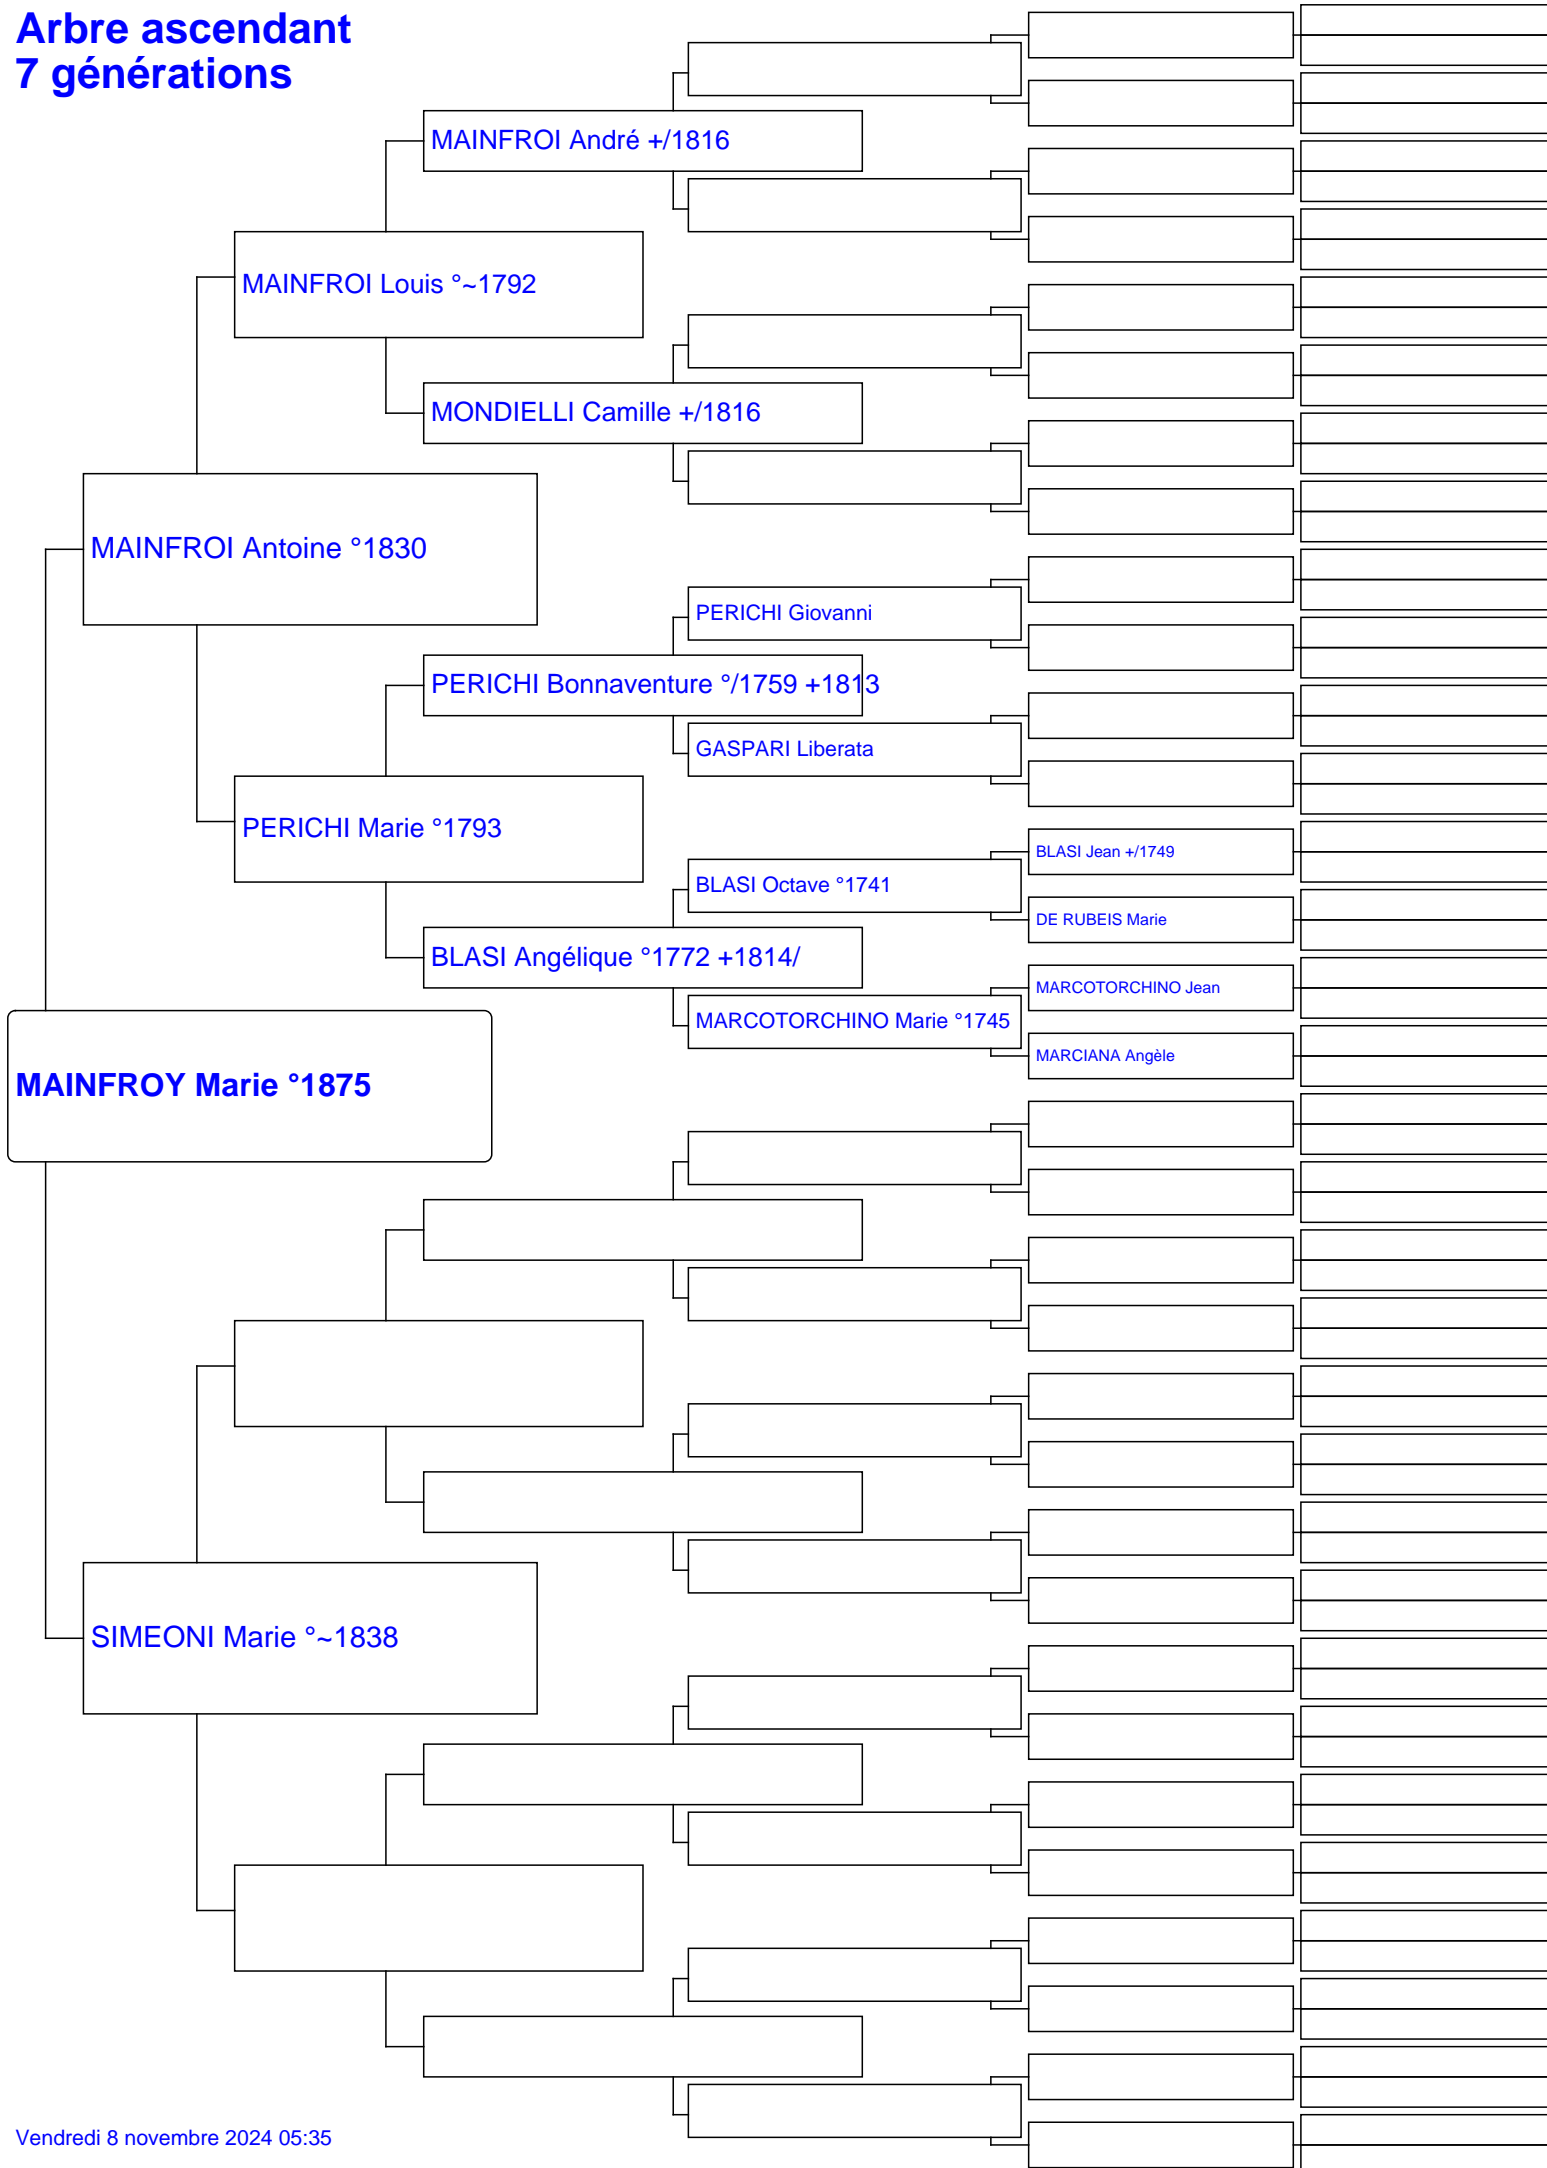 Arbre ascendant
7 générations
MAINFROI André +/1816
MAINFROI Louis °~1792
MONDIELLI Camille +/1816
MAINFROI Antoine °1830
PERICHI Giovanni
PERICHI Bonnaventure °/1759 +1813
GASPARI Liberata
PERICHI Marie °1793
BLASI Jean +/1749
BLASI Octave °1741
DE RUBEIS Marie
BLASI Angélique °1772 +1814/
MARCOTORCHINO Jean
MARCOTORCHINO Marie °1745
MARCIANA Angèle
MAINFROY Marie °1875
SIMEONI Marie °~1838
Vendredi 8 novembre 2024 05:35